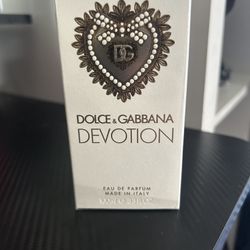 DG
DOLCE & GABBANA
DEVOTION
EAU DE PARFUM
MADE IN ITALY